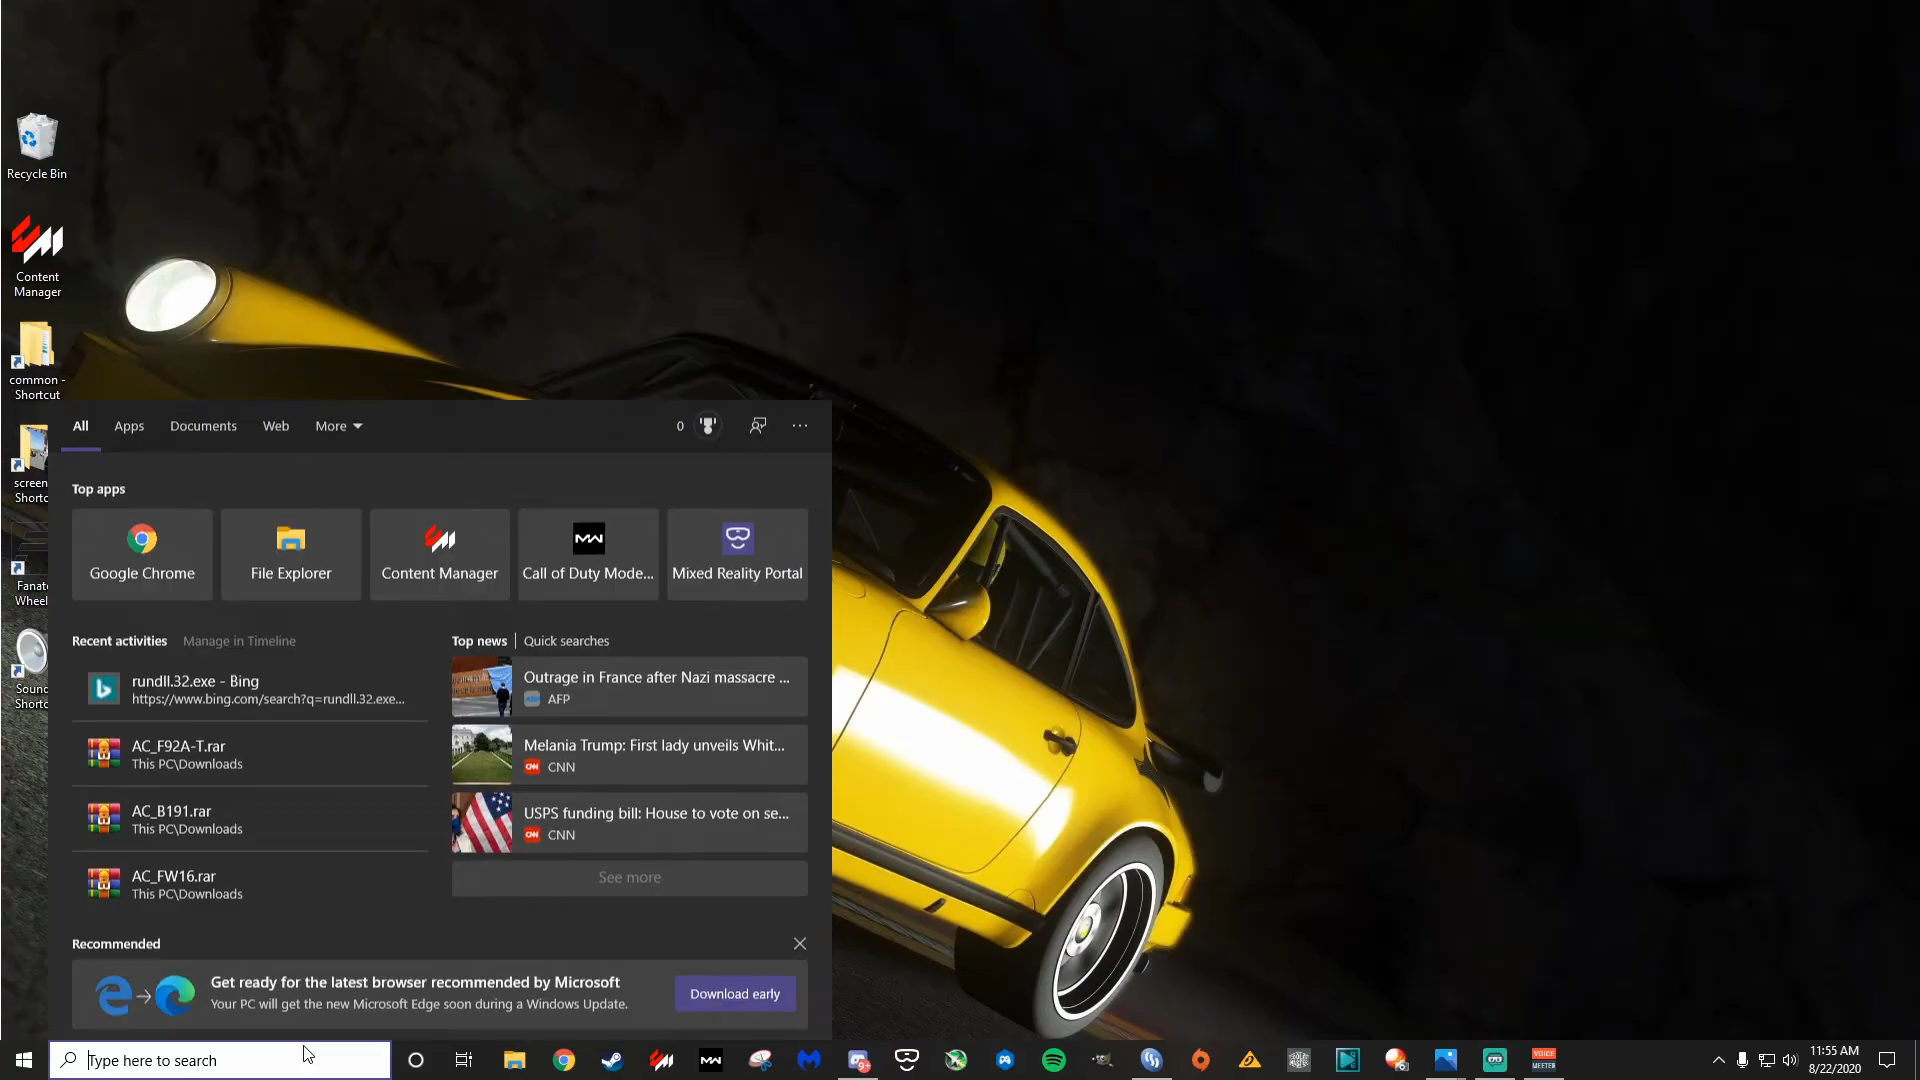 Recycle Bin
Content
Manager
common -
Shortcut
screen
Shortc
Fanate
Wheel
Sound
Shortc
All
Apps
Documents
Web
More
0
Top apps
Google Chrome
File Explorer
Content Manager
Call of Duty Mode...
Mixed Reality Portal
Recent activities
Manage in Timeline
rundll.32.exe - Bing
https://www.bing.com/search?q=rundll.32.exe...
AC_F92A-T.rar
This PC\Downloads
AC_B191.rar
This PC\Downloads
AC_FW16.rar
This PC\Downloads
Top news
Quick searches
Outrage in France after Nazi massacre ...
AFP
Melania Trump: First lady unveils Whit...
CNN
USPS funding bill: House to vote on se...
CNN
See more
Recommended
Get ready for the latest browser recommended by Microsoft
Your PC will get the new Microsoft Edge soon during a Windows Update.
Download early
Type here to search
VOICE
MEETER
11:55 AM
8/22/2020